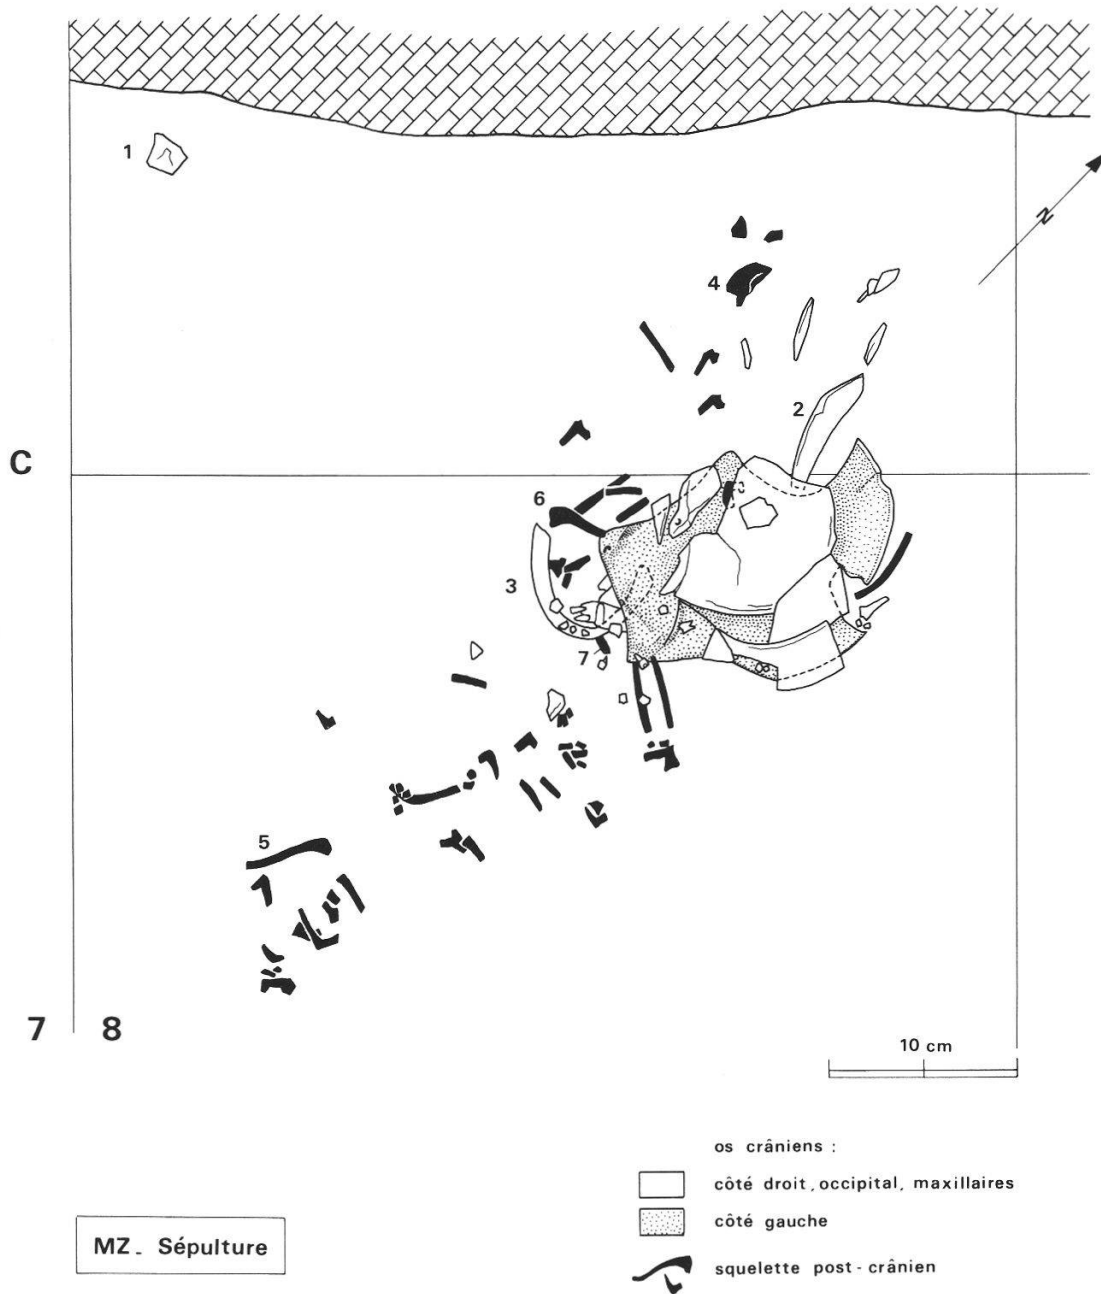 1
N
4
2
C
6
3
7
5
7 8
10 cm
os crâniens :
côté droit, occipital, maxillaires
côté gauche
squelette post-crânien
MZ_ Sépulture